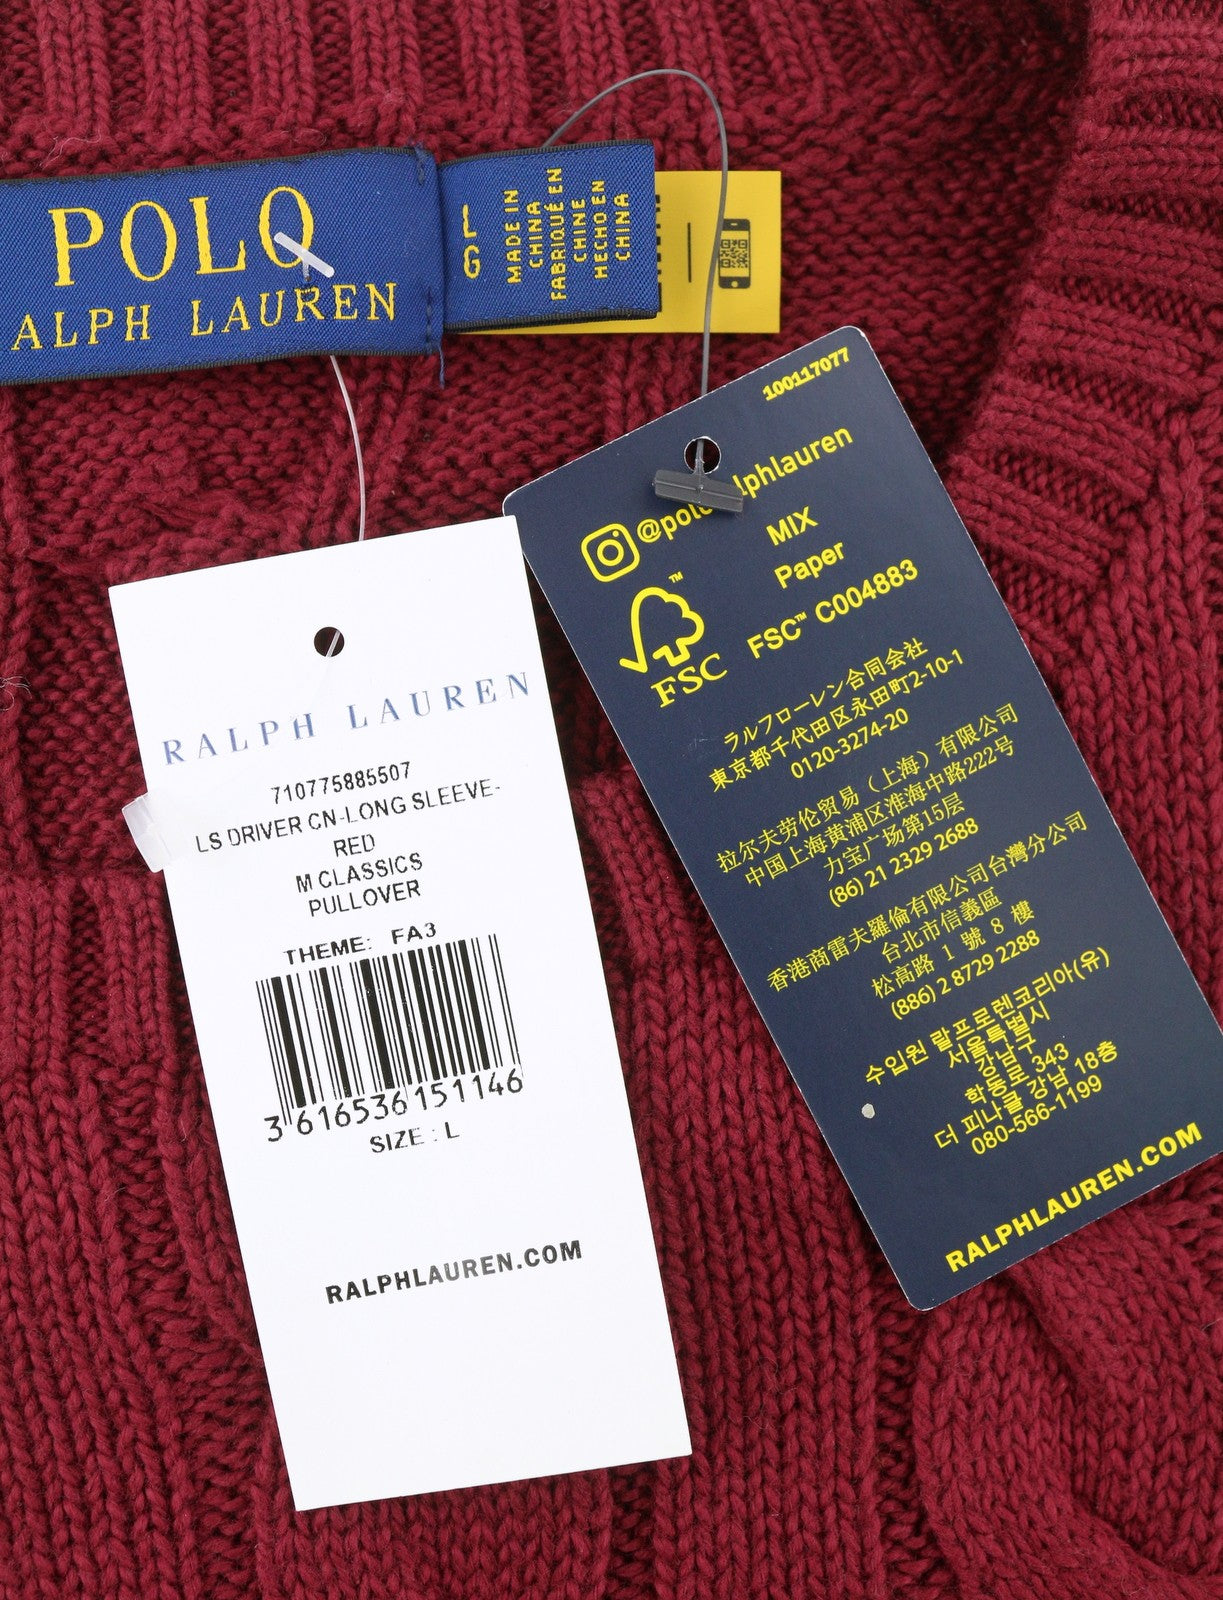 POLO
ALPH LAUREN
LG
MADE IN
CHINA
FABRIQUÉ EN
CHINE
HECHO EN
CHINA
RALPH LAUREN
710775885507
LS DRIVER CN-LONG SLEEVE-
RED
M CLASSICS
PULLOVER
THEME: FA3
3 616536 151146
SIZE : L
RALPHLAUREN.COM
100117077
@polo lphlauren
MIX
Paper
FSC™ C004883
FSC
ラルフローレン合同会社
東京都千代田区永田町2-10-1
0120-3274-20
拉尔夫劳伦贸易（上海）有限公司
中国上海黄浦区淮海中路222号
力宝广场第15层
(86) 21 2329 2688
香港商雷夫羅倫有限公司台灣分公司
台北市信義區
松高路 1 號 8 樓
(886) 2 8729 2288
수입원 랄프로렌코리아(유)
서울특별시
강남구
학동로 343
더 피나클 강남 18층
080-566-1199
RALPHLAUREN.COM